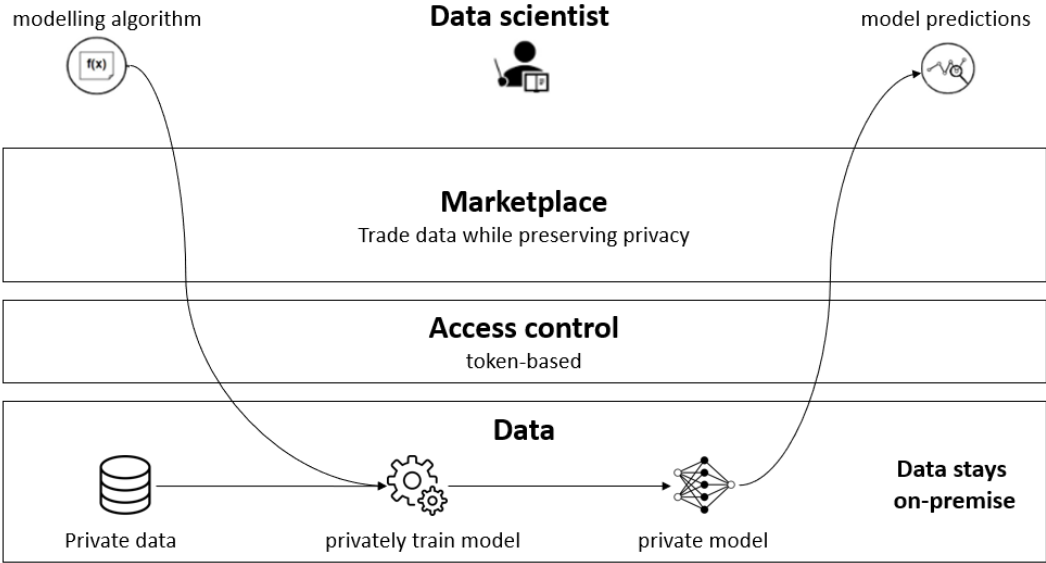 modelling algorithm
Data scientist
model predictions
f(x)
Marketplace
Trade data while preserving privacy
Access control
token-based
Data
Data stays
on-premise
Private data
privately train model
private model